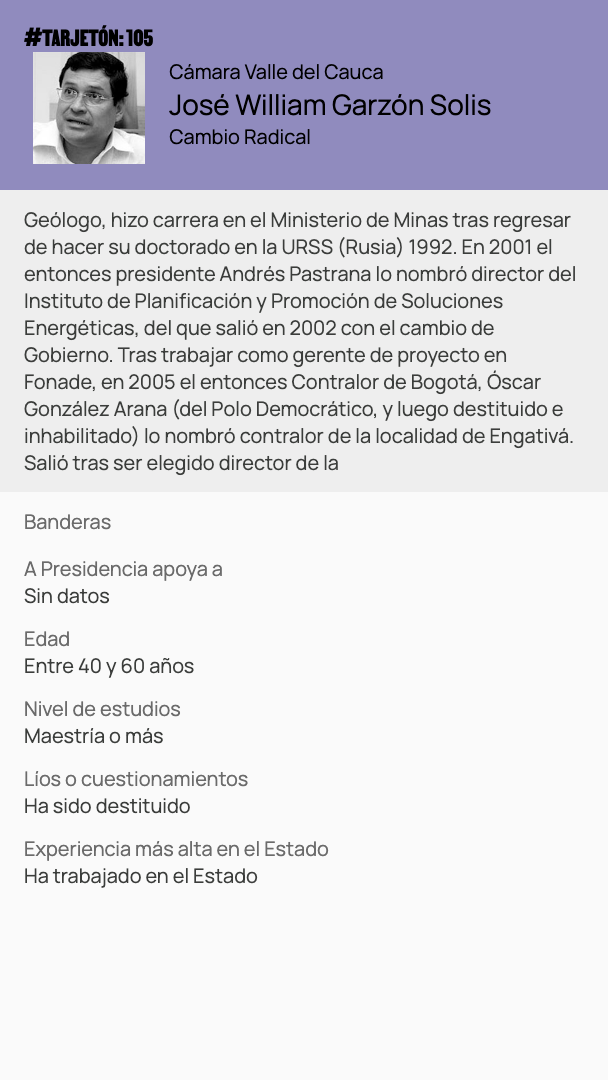 #TARJETÓN: 105
Cámara Valle del Cauca
José William Garzón Solis
Cambio Radical
Geólogo, hizo carrera en el Ministerio de Minas tras regresar
de hacer su doctorado en la URSS (Rusia) 1992. En 2001 el
entonces presidente Andrés Pastrana lo nombró director del
Instituto de Planificación y Promoción de Soluciones
Energéticas, del que salió en 2002 con el cambio de
Gobierno. Tras trabajar como gerente de proyecto en
Fonade, en 2005 el entonces Contralor de Bogotá, Óscar
González Arana (del Polo Democrático, y luego destituido e
inhabilitado) lo nombró contralor de la localidad de Engativá.
Salió tras ser elegido director de la
Banderas
A Presidencia apoya a
Sin datos
Edad
Entre 40 y 60 años
Nivel de estudios
Maestría o más
Líos o cuestionamientos
Ha sido destituido
Experiencia más alta en el Estado
Ha trabajado en el Estado